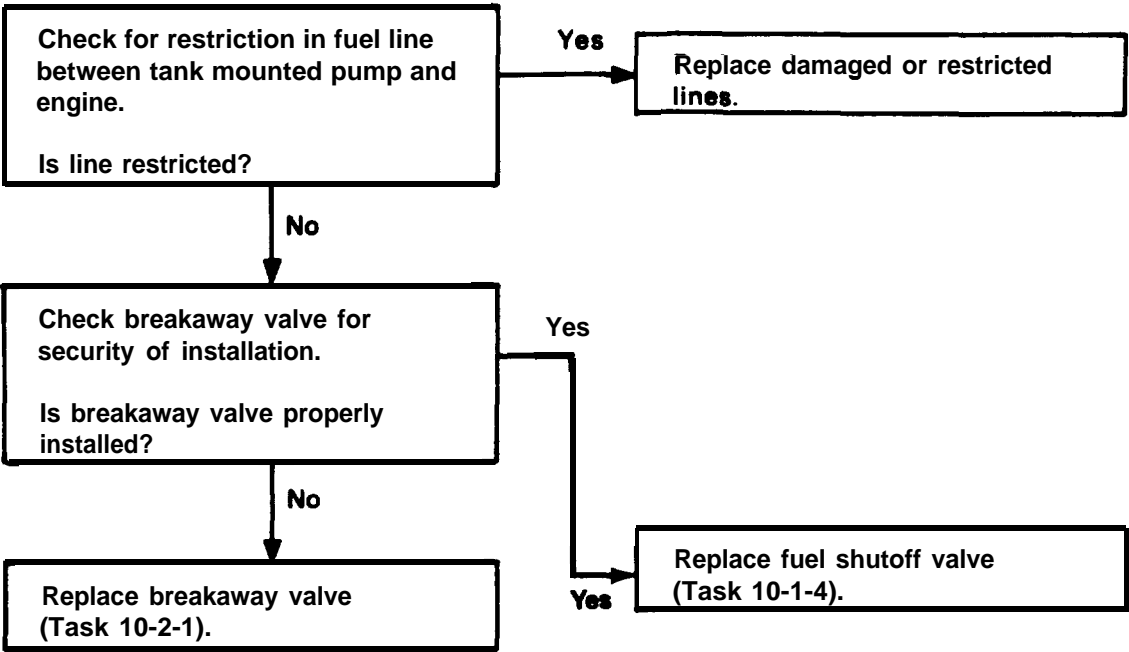 Check for restriction in fuel line
between tank mounted pump and
engine.
Is line restricted?
Yes
Replace damaged or restricted
lines.
No
Check breakaway valve for
security of installation.
Is breakaway valve properly
installed?
Yes
No
Replace breakaway valve
(Task 10-2-1).
Yes
Replace fuel shutoff valve
(Task 10-1-4).